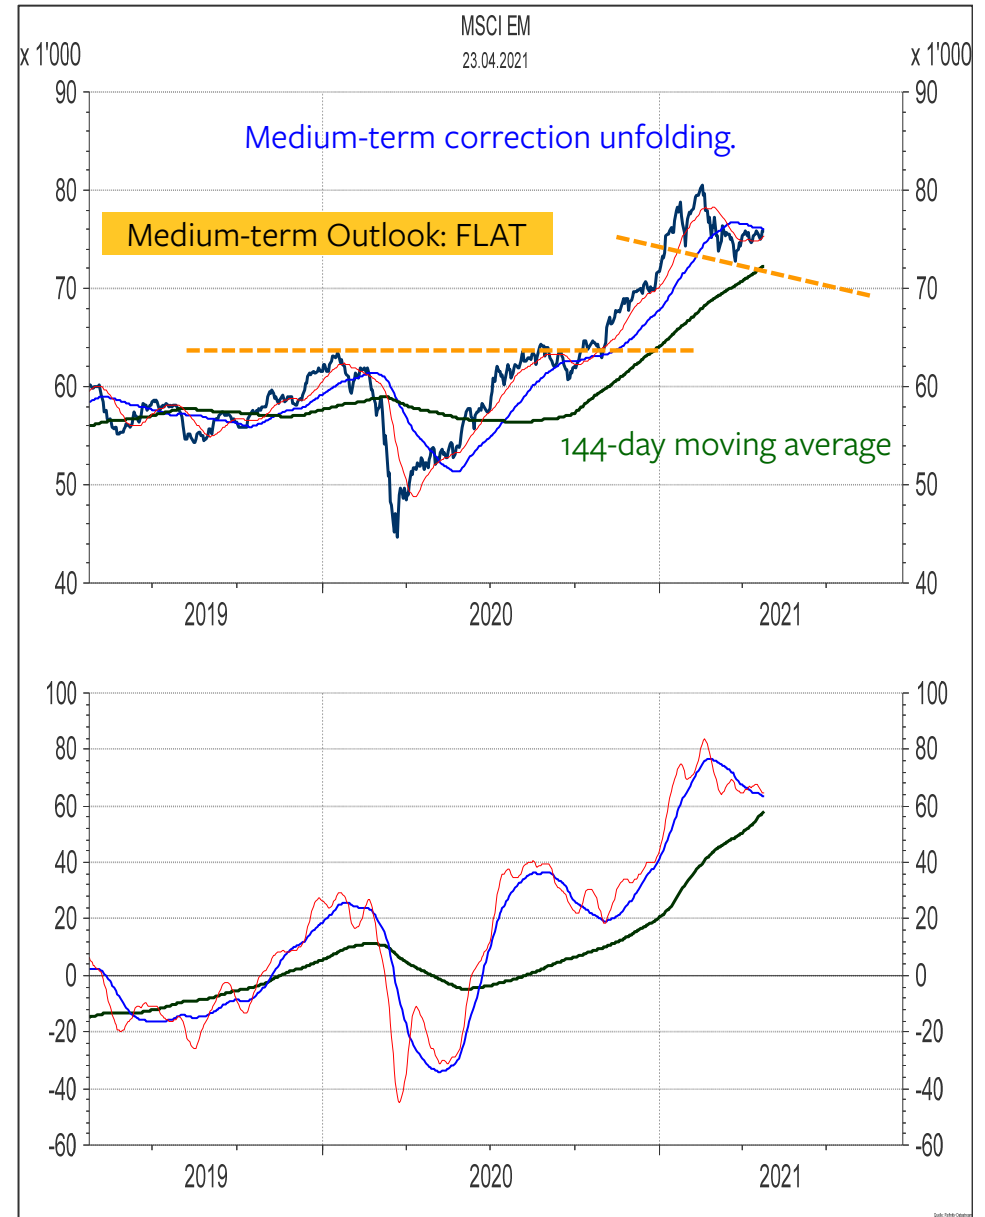 MSCI EM
x 1'000 x 1'000
23.04.2021
90 90
Medium-term correction unfolding.
80 80
Medium-term Outlook: FLAT
70 70
60 60
144-day moving average
50 50
40 40
2019 2020 2021
100 100
80 80
60 60
40 40
20 20
0 0
-20 -20
-40 -40
-60 -60
2019 2020 2021